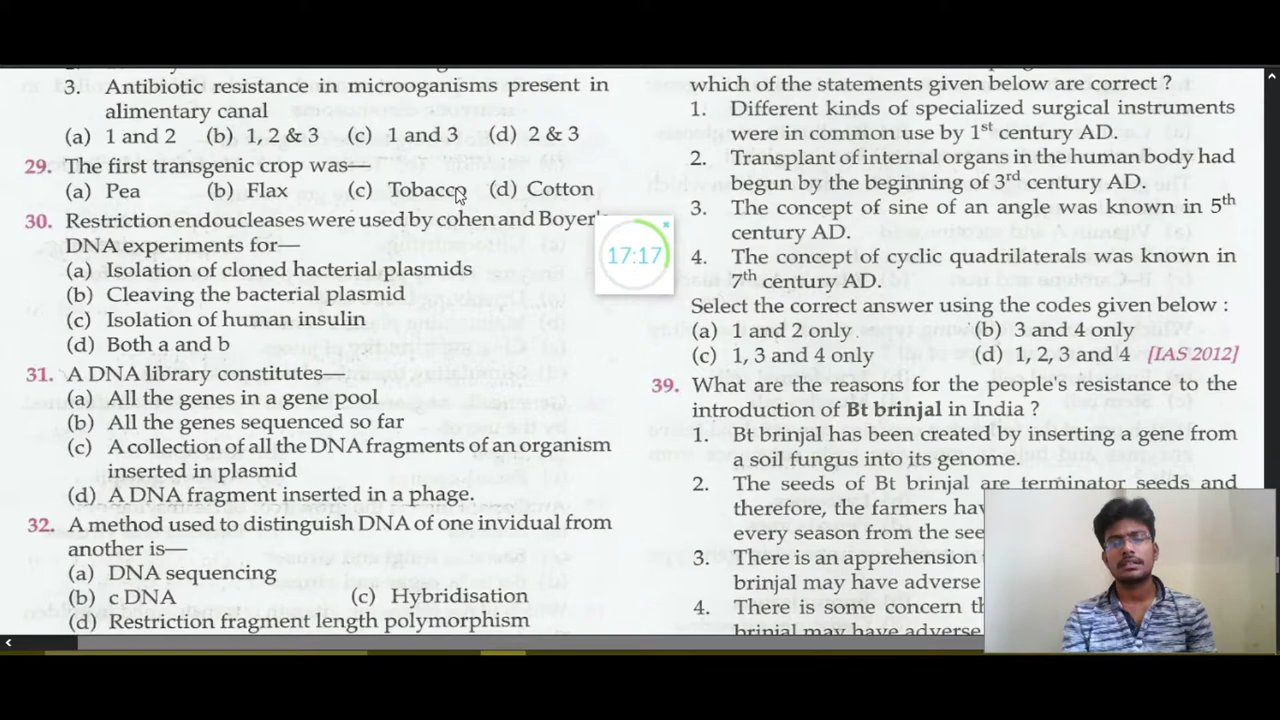 3. Antibiotic resistance in microoganisms present in
alimentary canal
(a) 1 and 2 (b) 1, 2 & 3 (c) 1 and 3 (d) 2 & 3
29. The first transgenic crop was—
(a) Pea (b) Flax (c) Tobacco (d) Cotton
30. Restriction endoucleases were used by cohen and Boyer's
DNA experiments for—
(a) Isolation of cloned hacterial plasmids
(b) Cleaving the bacterial plasmid
(c) Isolation of human insulin
(d) Both a and b
31. A DNA library constitutes—
(a) All the genes in a gene pool
(b) All the genes sequenced so far
(c) A collection of all the DNA fragments of an organism
inserted in plasmid
(d) A DNA fragment inserted in a phage.
32. A method used to distinguish DNA of one invidual from
another is—
(a) DNA sequencing
(b) c DNA (c) Hybridisation
(d) Restriction fragment length polymorphism
17:17
which of the statements given below are correct ?
1. Different kinds of specialized surgical instruments
were in common use by 1st century AD.
2. Transplant of internal organs in the human body had
begun by the beginning of 3rd century AD.
3. The concept of sine of an angle was known in 5th
century AD.
4. The concept of cyclic quadrilaterals was known in
7th century AD.
Select the correct answer using the codes given below :
(a) 1 and 2 only (b) 3 and 4 only
(c) 1, 3 and 4 only (d) 1, 2, 3 and 4 [IAS 2012]
39. What are the reasons for the people's resistance to the
introduction of Bt brinjal in India ?
1. Bt brinjal has been created by inserting a gene from
a soil fungus into its genome.
2. The seeds of Bt brinjal are terminator seeds and
therefore, the farmers
every season from the
3. There is an apprehension
brinjal may have adverse
4. There is some concern
brinjal may have adverse